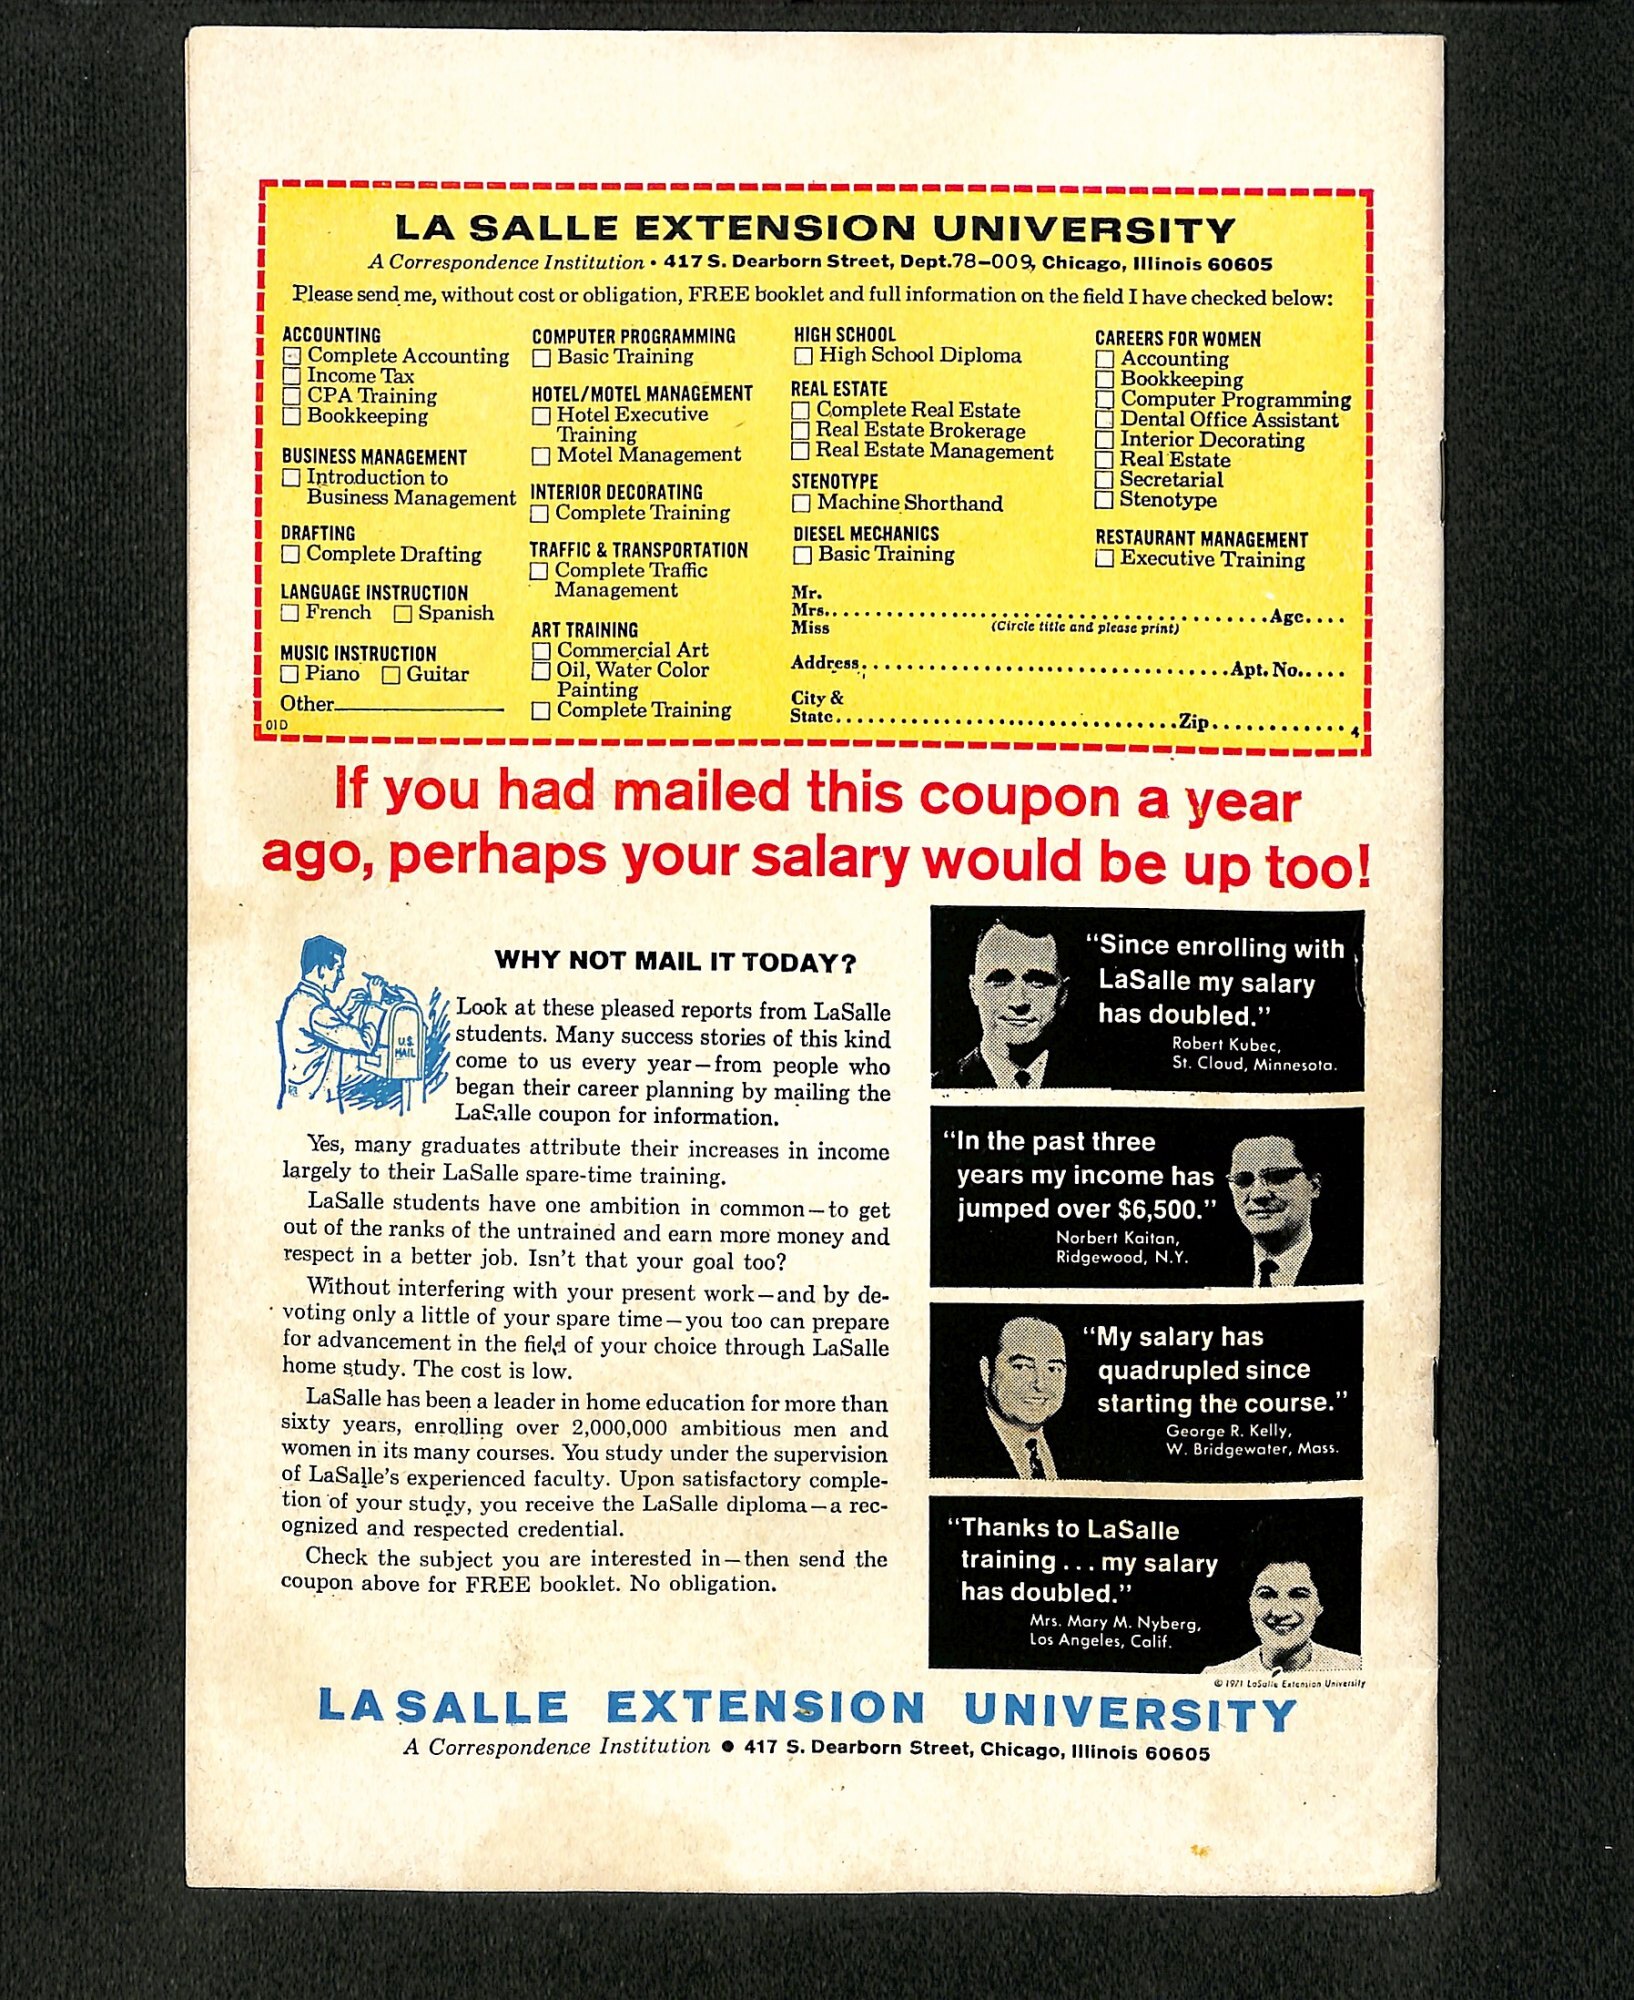 LA SALLE EXTENSION UNIVERSITY
A Correspondence Institution • 417 S. Dearborn Street, Dept. 78-009, Chicago, Illinois 60605
Please send me, without cost or obligation, FREE booklet and full information on the field I have checked below:
ACCOUNTING
Complete Accounting
Income Tax
CPA Training
Bookkeeping
BUSINESS MANAGEMENT
Introduction to
Business Management
DRAFTING
Complete Drafting
LANGUAGE INSTRUCTION
French Spanish
MUSIC INSTRUCTION
Piano Guitar
Other
01D
COMPUTER PROGRAMMING
Basic Training
HOTEL/MOTEL MANAGEMENT
Hotel Executive
Training
Motel Management
INTERIOR DECORATING
Complete Training
TRAFFIC & TRANSPORTATION
Complete Traffic
Management
ART TRAINING
Commercial Art
Oil, Water Color
Painting
Complete Training
HIGH SCHOOL
High School Diploma
REAL ESTATE
Complete Real Estate
Real Estate Brokerage
Real Estate Management
STENOTYPE
Machine Shorthand
DIESEL MECHANICS
Basic Training
CAREERS FOR WOMEN
Accounting
Bookkeeping
Computer Programming
Dental Office Assistant
Interior Decorating
Real Estate
Secretarial
Stenotype
RESTAURANT MANAGEMENT
Executive Training
Mr.
Mrs. Age
Miss (Circle title and please print)
Address Apt. No.
City &
State Zip 4
If you had mailed this coupon a year
ago, perhaps your salary would be up too!
U.S.
MAIL
WHY NOT MAIL IT TODAY?
Look at these pleased reports from LaSalle
students. Many success stories of this kind
come to us every year—from people who
began their career planning by mailing the
LaSalle coupon for information.
Yes, many graduates attribute their increases in income
largely to their LaSalle spare-time training.
LaSalle students have one ambition in common—to get
out of the ranks of the untrained and earn more money and
respect in a better job. Isn't that your goal too?
Without interfering with your present work—and by de-
voting only a little of your spare time—you too can prepare
for advancement in the field of your choice through LaSalle
home study. The cost is low.
LaSalle has been a leader in home education for more than
sixty years, enrolling over 2,000,000 ambitious men and
women in its many courses. You study under the supervision
of LaSalle's experienced faculty. Upon satisfactory comple-
tion of your study, you receive the LaSalle diploma—a rec-
ognized and respected credential.
Check the subject you are interested in—then send the
coupon above for FREE booklet. No obligation.
"Since enrolling with
LaSalle my salary
has doubled."
Robert Kubec,
St. Cloud, Minnesota.
"In the past three
years my income has
jumped over $6,500."
Norbert Kaitan,
Ridgewood, N.Y.
"My salary has
quadrupled since
starting the course."
George R. Kelly,
W. Bridgewater, Mass.
"Thanks to LaSalle
training ... my salary
has doubled."
Mrs. Mary M. Nyberg,
Los Angeles, Calif.
© 1971 LaSalle Extension University
LA SALLE EXTENSION UNIVERSITY
A Correspondence Institution • 417 S. Dearborn Street, Chicago, Illinois 60605